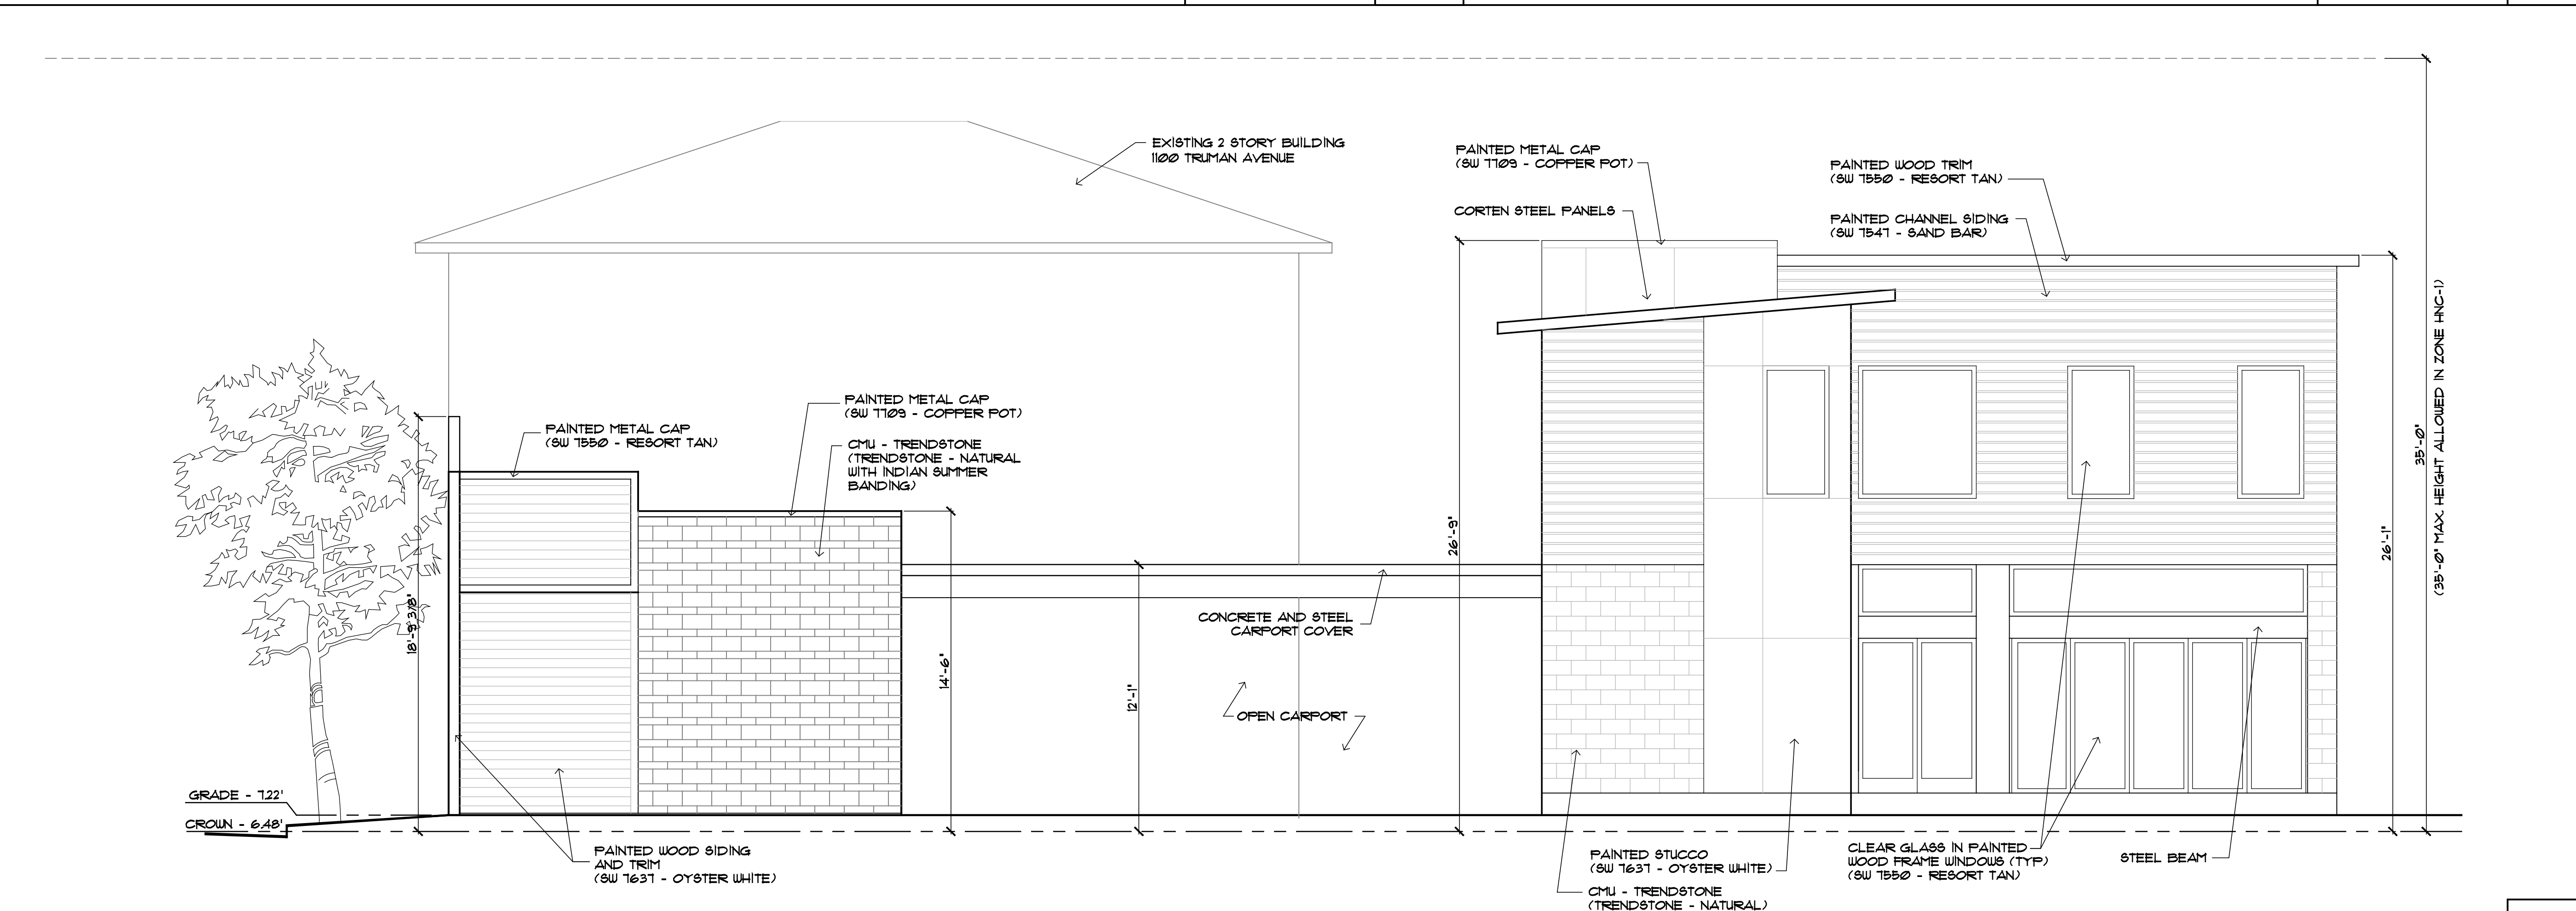 EXISTING 2 STORY BUILDING
1100 TRUMAN AVENUE
PAINTED METAL CAP
(SW 7709 - COPPER POT)
CORTEN STEEL PANELS
PAINTED WOOD TRIM
(SW 7550 - RESORT TAN)
PAINTED CHANNEL SIDING
(SW 7547 - SAND BAR)
PAINTED METAL CAP
(SW 7550 - RESORT TAN)
PAINTED METAL CAP
(SW 7709 - COPPER POT)
CMU - TRENDSTONE
(TRENDSTONE - NATURAL
WITH INDIAN SUMMER
BANDING)
18'-9 3/8"
14'-6"
12'-1"
26'-9"
26'-1"
35'-0"
(35'-0" MAX. HEIGHT ALLOWED IN ZONE HNC-1)
CONCRETE AND STEEL
CARPORT COVER
OPEN CARPORT
GRADE - 7.22'
CROWN - 6.48'
PAINTED WOOD SIDING
AND TRIM
(SW 7637 - OYSTER WHITE)
PAINTED STUCCO
(SW 7637 - OYSTER WHITE)
CMU - TRENDSTONE
(TRENDSTONE - NATURAL)
CLEAR GLASS IN PAINTED
WOOD FRAME WINDOWS (TYP)
(SW 7550 - RESORT TAN)
STEEL BEAM